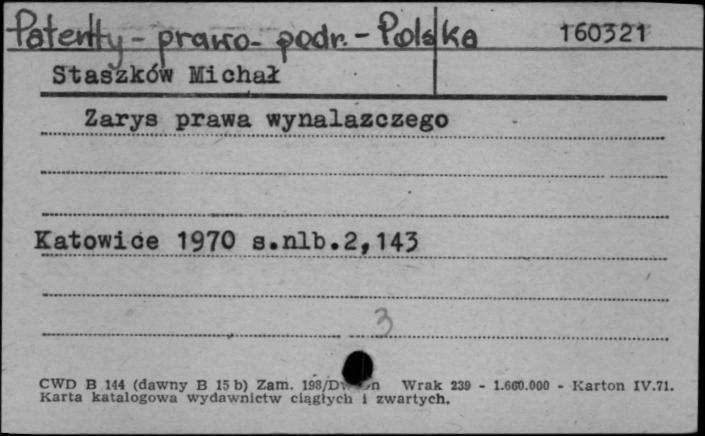 Patenty - prawo - podr. - Polska 160321
Staszków Michał
Zarys prawa wynalazczego
Katowice 1970 s.nlb.2,143
3
CWD B 144 (dawny B 15 b) Zam. 198/ Wrak 239 - 1.660.000 - Karton IV.71.
Karta katalogowa wydawnictw ciągłych i zwartych.